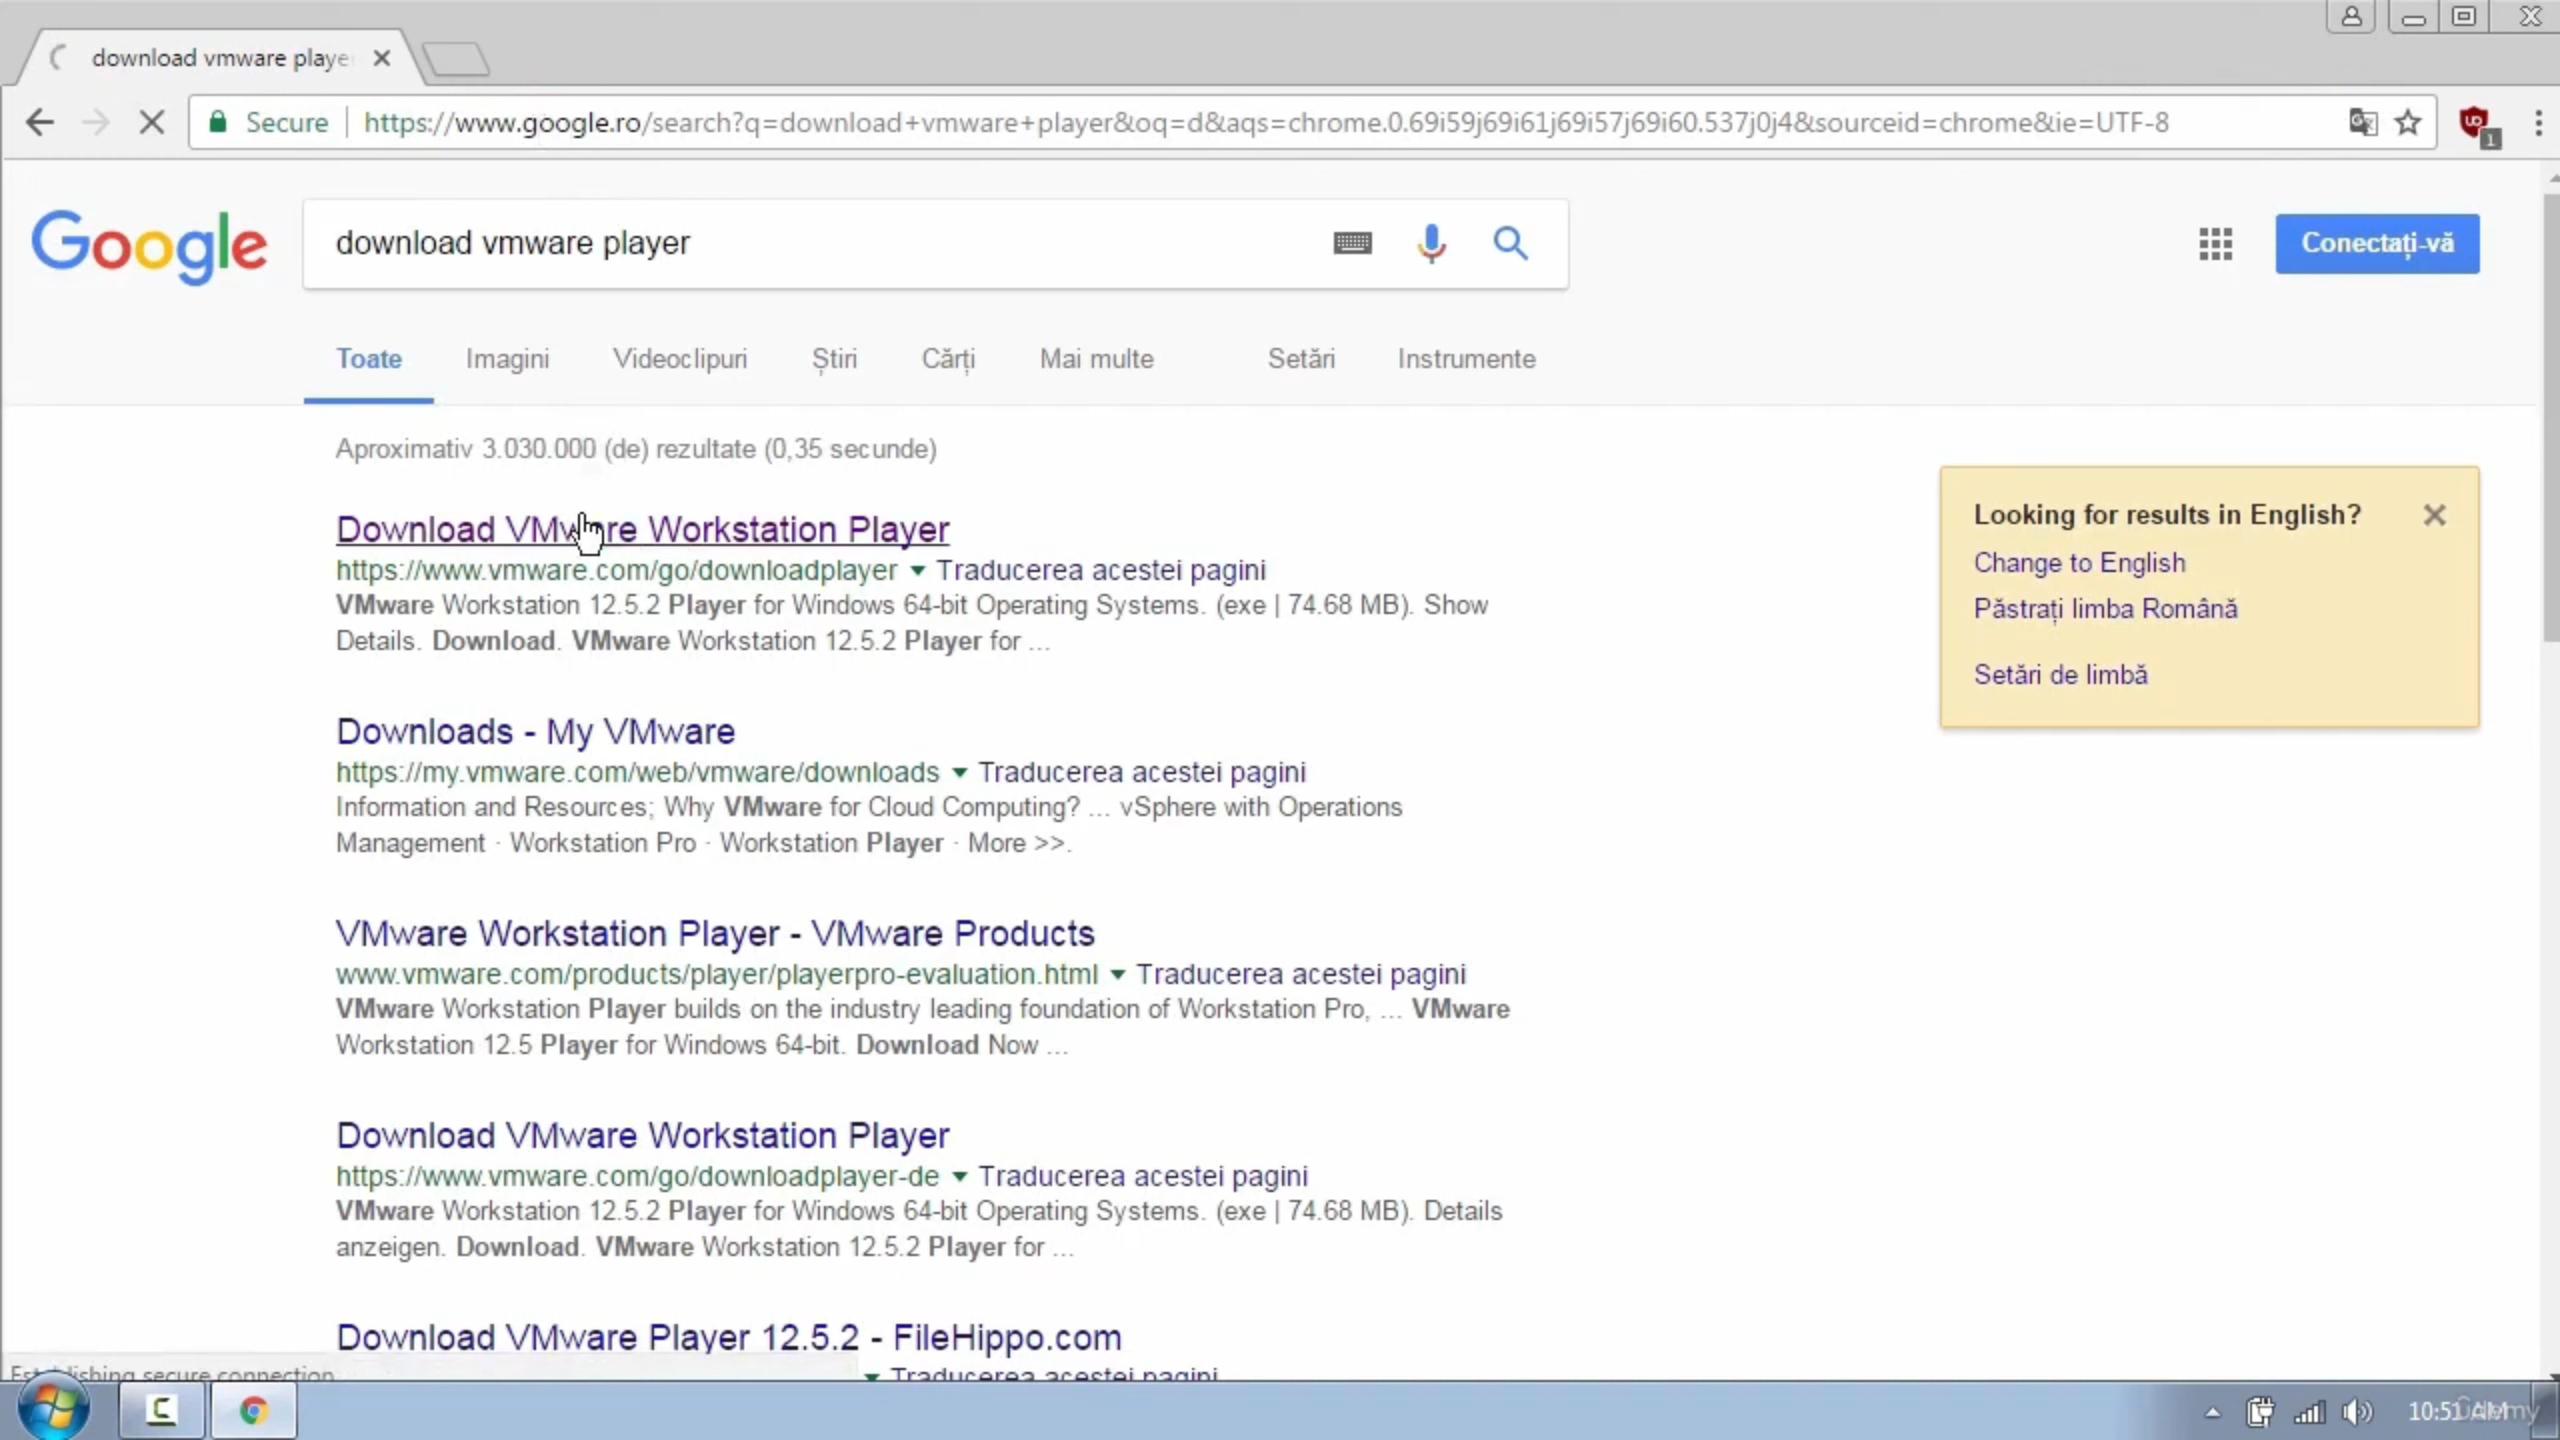 download vmware playe
Secure https://www.google.ro/search?q=download+vmware+player&oq=d&aqs=chrome.0.69i59j69i61j69i57j69i60.537j0j4&sourceid=chrome&ie=UTF-8
1
Google download vmware player Conectați-vă
Toate Imagini Videoclipuri Știri Cărți Mai multe Setări Instrumente
Aproximativ 3.030.000 (de) rezultate (0,35 secunde)
Download VMware Workstation Player
https://www.vmware.com/go/downloadplayer Traducerea acestei pagini
VMware Workstation 12.5.2 Player for Windows 64-bit Operating Systems. (exe | 74.68 MB). Show
Details. Download. VMware Workstation 12.5.2 Player for ...
Looking for results in English?
Change to English
Păstrați limba Română
Setări de limbă
Downloads - My VMware
https://my.vmware.com/web/vmware/downloads Traducerea acestei pagini
Information and Resources; Why VMware for Cloud Computing? ... vSphere with Operations
Management · Workstation Pro · Workstation Player · More >>.
VMware Workstation Player - VMware Products
www.vmware.com/products/player/playerpro-evaluation.html Traducerea acestei pagini
VMware Workstation Player builds on the industry leading foundation of Workstation Pro, ... VMware
Workstation 12.5 Player for Windows 64-bit. Download Now ...
Download VMware Workstation Player
https://www.vmware.com/go/downloadplayer-de Traducerea acestei pagini
VMware Workstation 12.5.2 Player for Windows 64-bit Operating Systems. (exe | 74.68 MB). Details
anzeigen. Download. VMware Workstation 12.5.2 Player for ...
Download VMware Player 12.5.2 - FileHippo.com
Establishing secure connection Traducerea acestei pagini
10:51 AM
Udemy